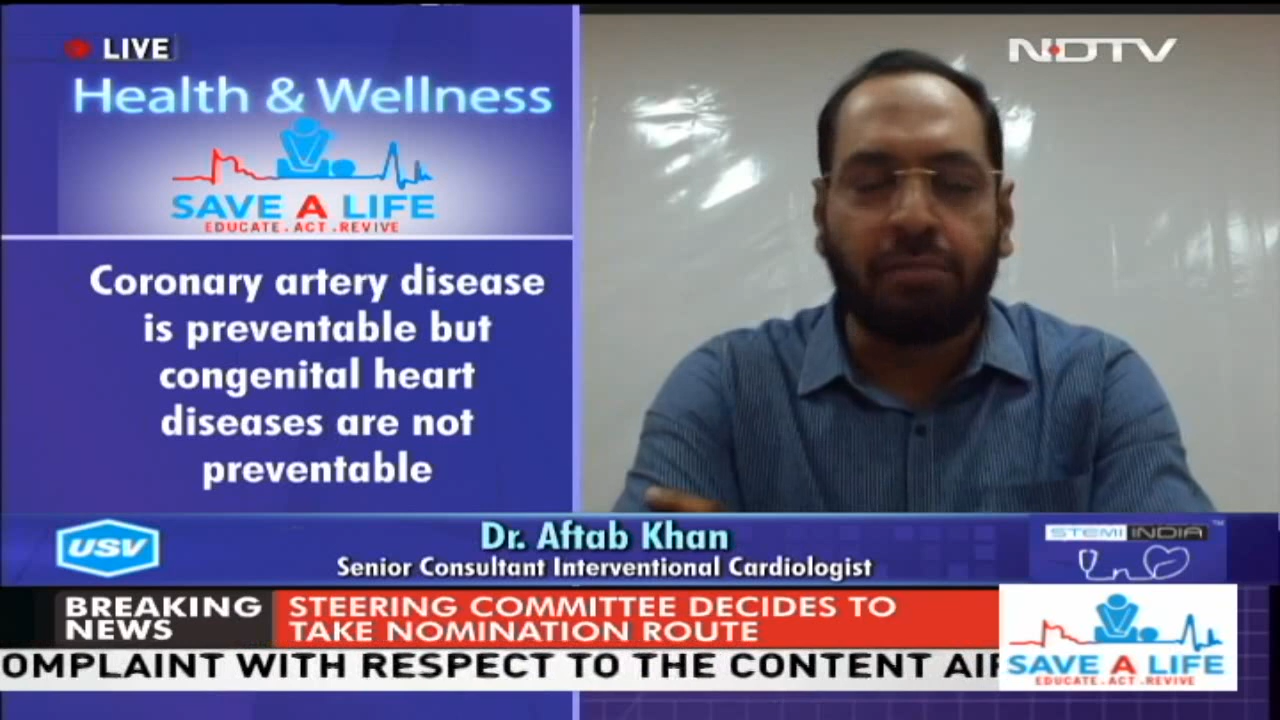 LIVE
NDTV
Health & Wellness
SAVE A LIFE
EDUCATE . ACT . REVIVE
Coronary artery disease
is preventable but
congenital heart
diseases are not
preventable
USV
Dr. Aftab Khan
Senior Consultant Interventional Cardiologist
STEMI INDIA
TM
BREAKING
NEWS
STEERING COMMITTEE DECIDES TO
TAKE NOMINATION ROUTE
OMPLAINT WITH RESPECT TO THE CONTENT AI
SAVE A LIFE
EDUCATE . ACT . REVIVE